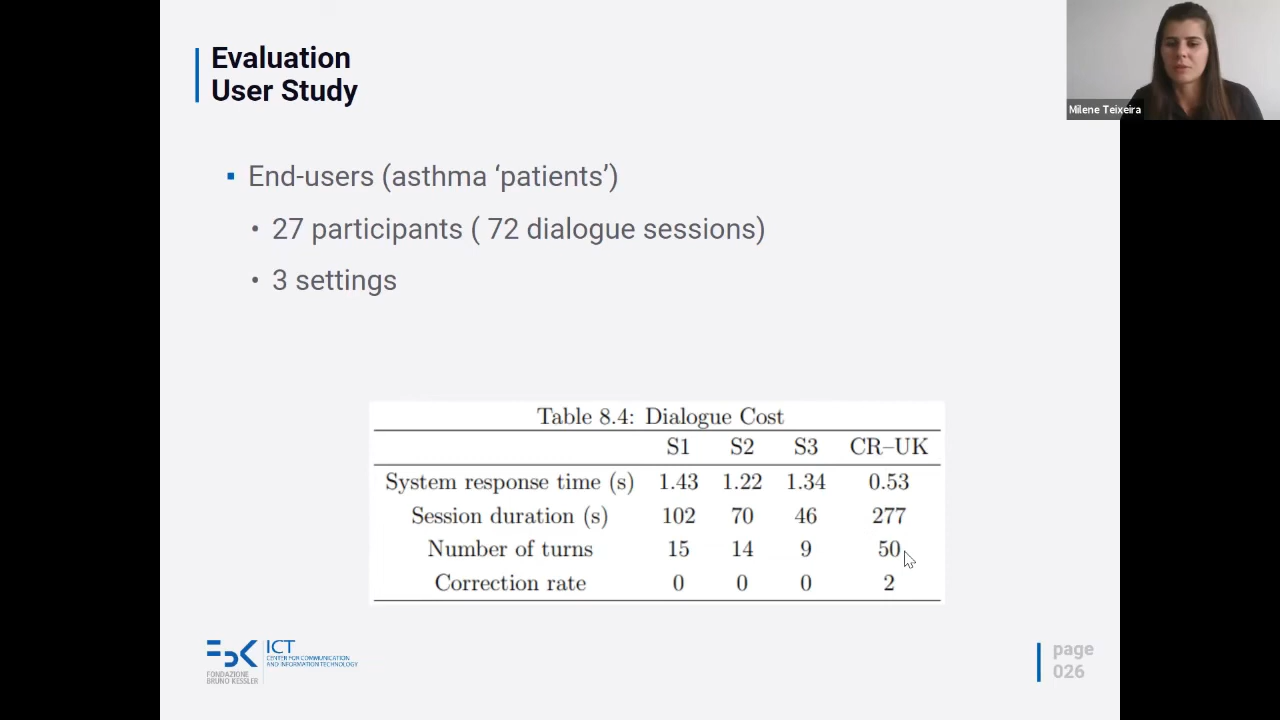 Evaluation
User Study
Milene Teixeira
▪ End-users (asthma ‘patients’)
• 27 participants ( 72 dialogue sessions)
• 3 settings
Table 8.4: Dialogue Cost
S1 S2 S3 CR–UK
System response time (s) 1.43 1.22 1.34 0.53
Session duration (s) 102 70 46 277
Number of turns 15 14 9 50
Correction rate 0 0 0 2
FBK
FONDAZIONE
BRUNO KESSLER
ICT
CENTER FOR COMMUNICATION
AND INFORMATION TECHNOLOGY
page
026